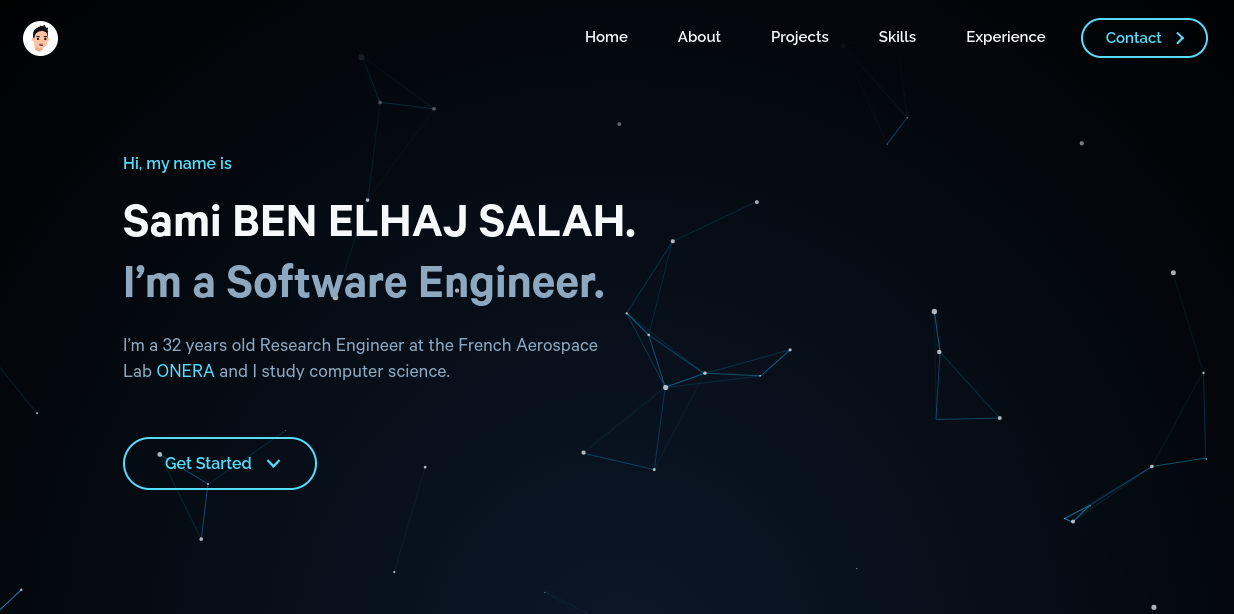 Home About Projects Skills Experience Contact
Hi, my name is
Sami BEN ELHAJ SALAH.
I’m a Software Engineer.
I’m a 32 years old Research Engineer at the French Aerospace
Lab ONERA and I study computer science.
Get Started